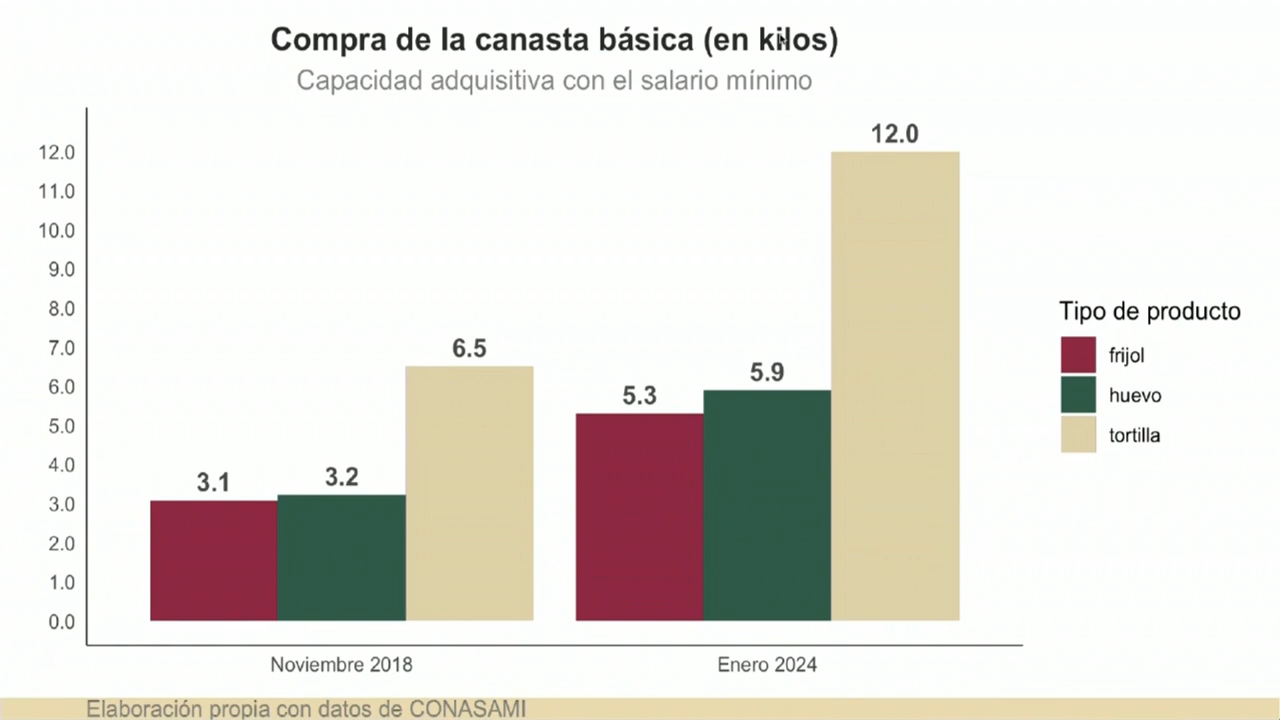 Compra de la canasta básica (en kilos)
Capacidad adquisitiva con el salario mínimo
12.0
11.0
10.0
9.0
8.0
7.0
6.0
5.0
4.0
3.0
2.0
1.0
0.0
3.1
3.2
6.5
5.3
5.9
12.0
Noviembre 2018
Enero 2024
Tipo de producto
frijol
huevo
tortilla
Elaboración propia con datos de CONASAMI